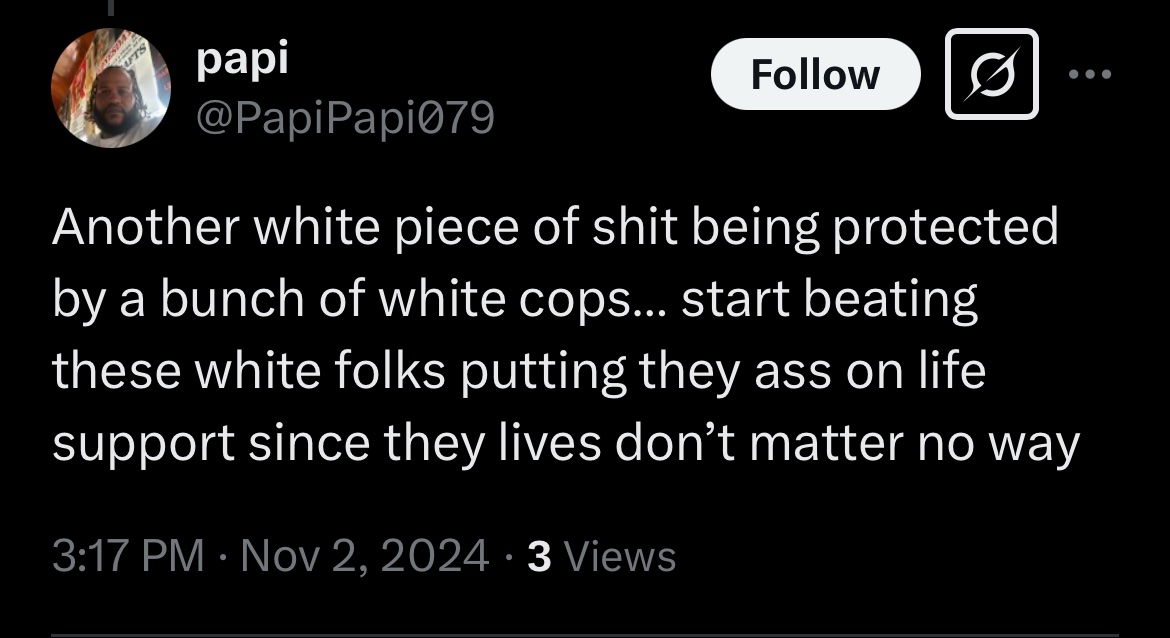 papi
@PapiPapi079
Follow
Another white piece of shit being protected
by a bunch of white cops... start beating
these white folks putting they ass on life
support since they lives don’t matter no way
3:17 PM · Nov 2, 2024 · 3 Views